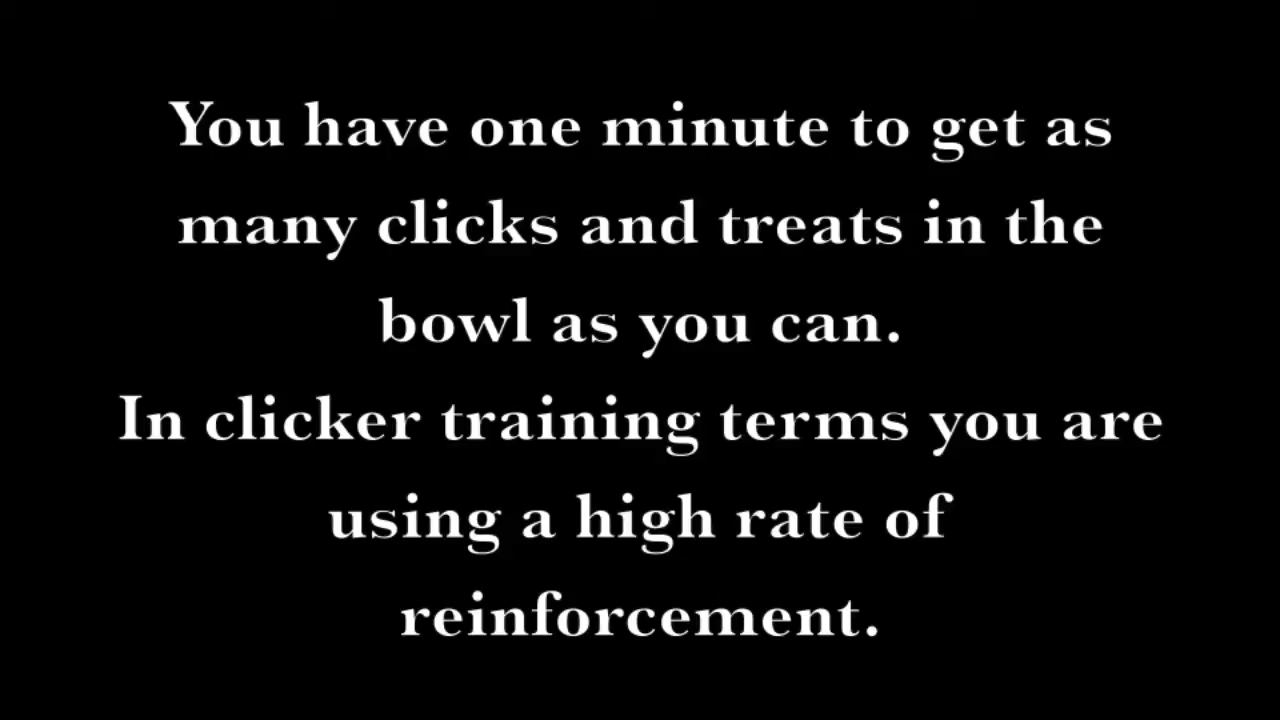 You have one minute to get as
many clicks and treats in the
bowl as you can.
In clicker training terms you are
using a high rate of
reinforcement.